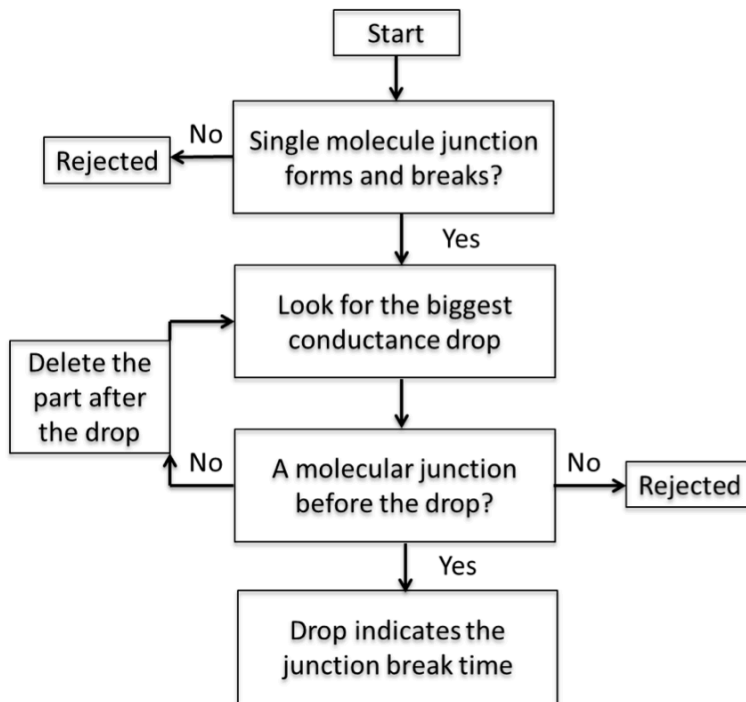 Start
No
Rejected
Single molecule junction
forms and breaks?
Yes
Look for the biggest
conductance drop
Delete the
part after
the drop
No
A molecular junction
before the drop?
No
Rejected
Yes
Drop indicates the
junction break time